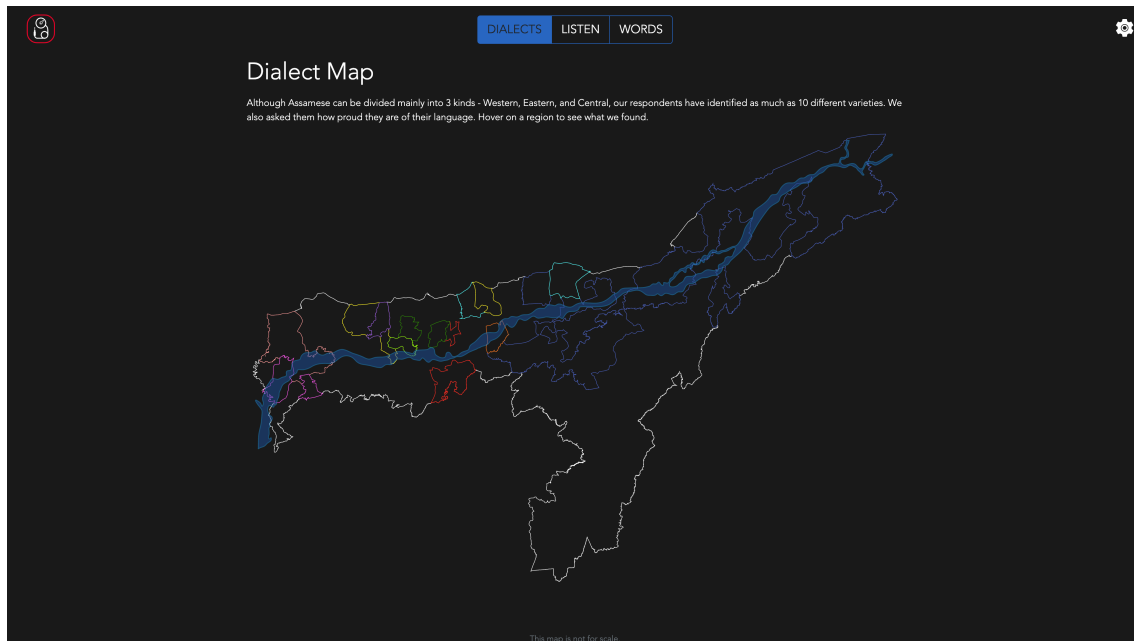 DIALECTS LISTEN WORDS
Dialect Map
Although Assamese can be divided mainly into 3 kinds - Western, Eastern, and Central, our respondents have identified as much as 10 different varieties. We
also asked them how proud they are of their language. Hover on a region to see what we found.
This map is not for scale.